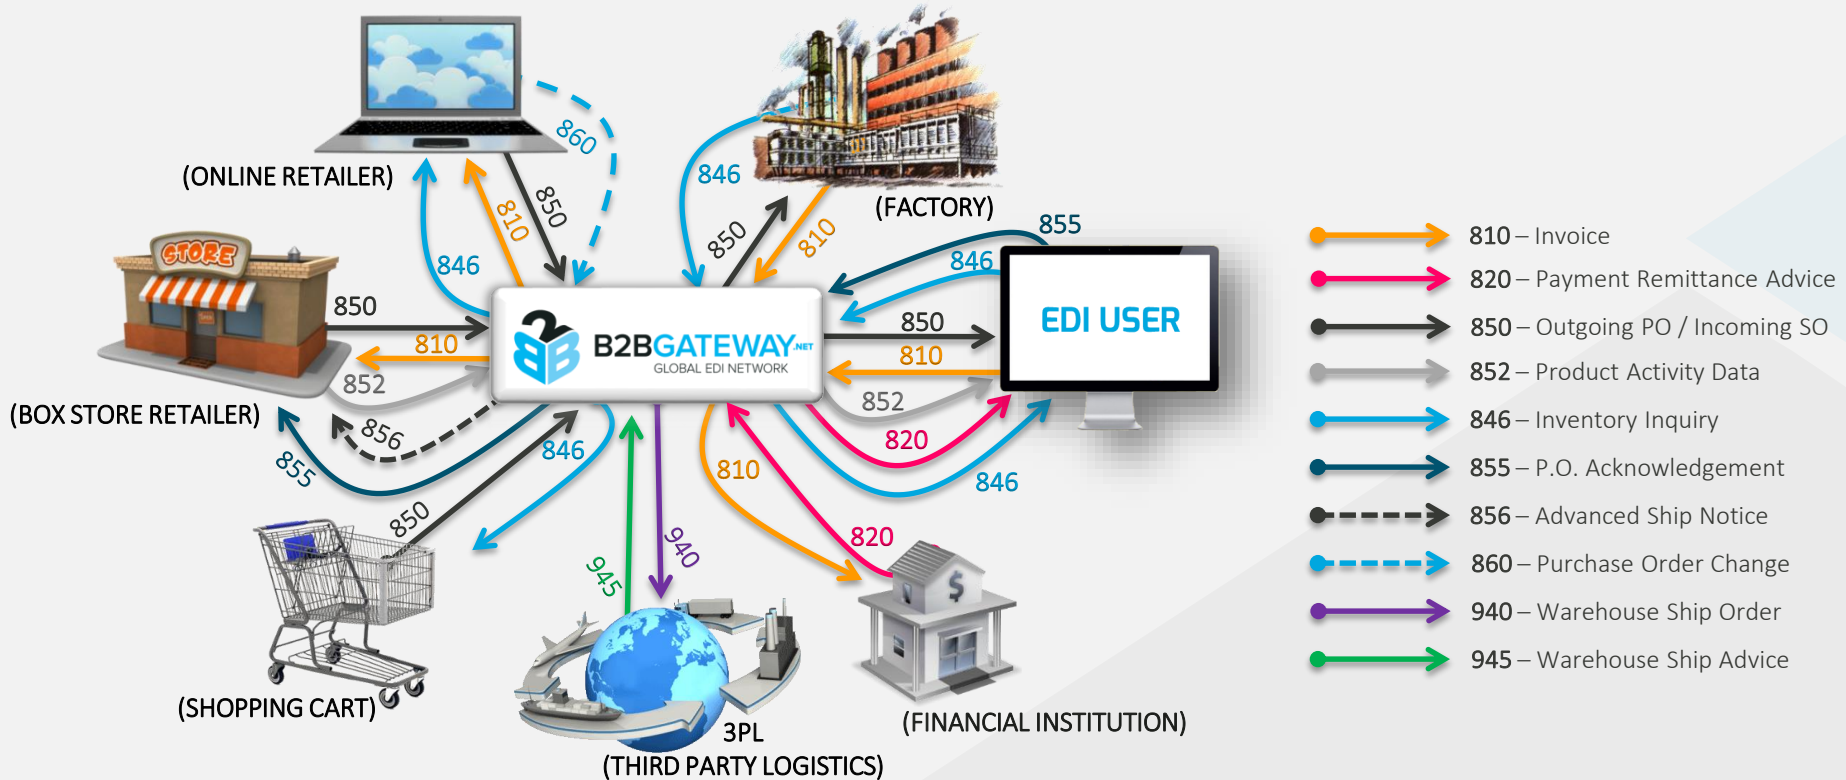 860
(ONLINE RETAILER)
846
(FACTORY)
850
810
850
810
846
855
846
STORE
850
810
852
856
855
(BOX STORE RETAILER)
2
BB
B2BGATEWAY.NET
GLOBAL EDI NETWORK
850
810
852
820
846
EDI USER
846
850
(SHOPPING CART)
945
940
810
820
$
3PL
(THIRD PARTY LOGISTICS)
(FINANCIAL INSTITUTION)
810 – Invoice
820 – Payment Remittance Advice
850 – Outgoing PO / Incoming SO
852 – Product Activity Data
846 – Inventory Inquiry
855 – P.O. Acknowledgement
856 – Advanced Ship Notice
860 – Purchase Order Change
940 – Warehouse Ship Order
945 – Warehouse Ship Advice